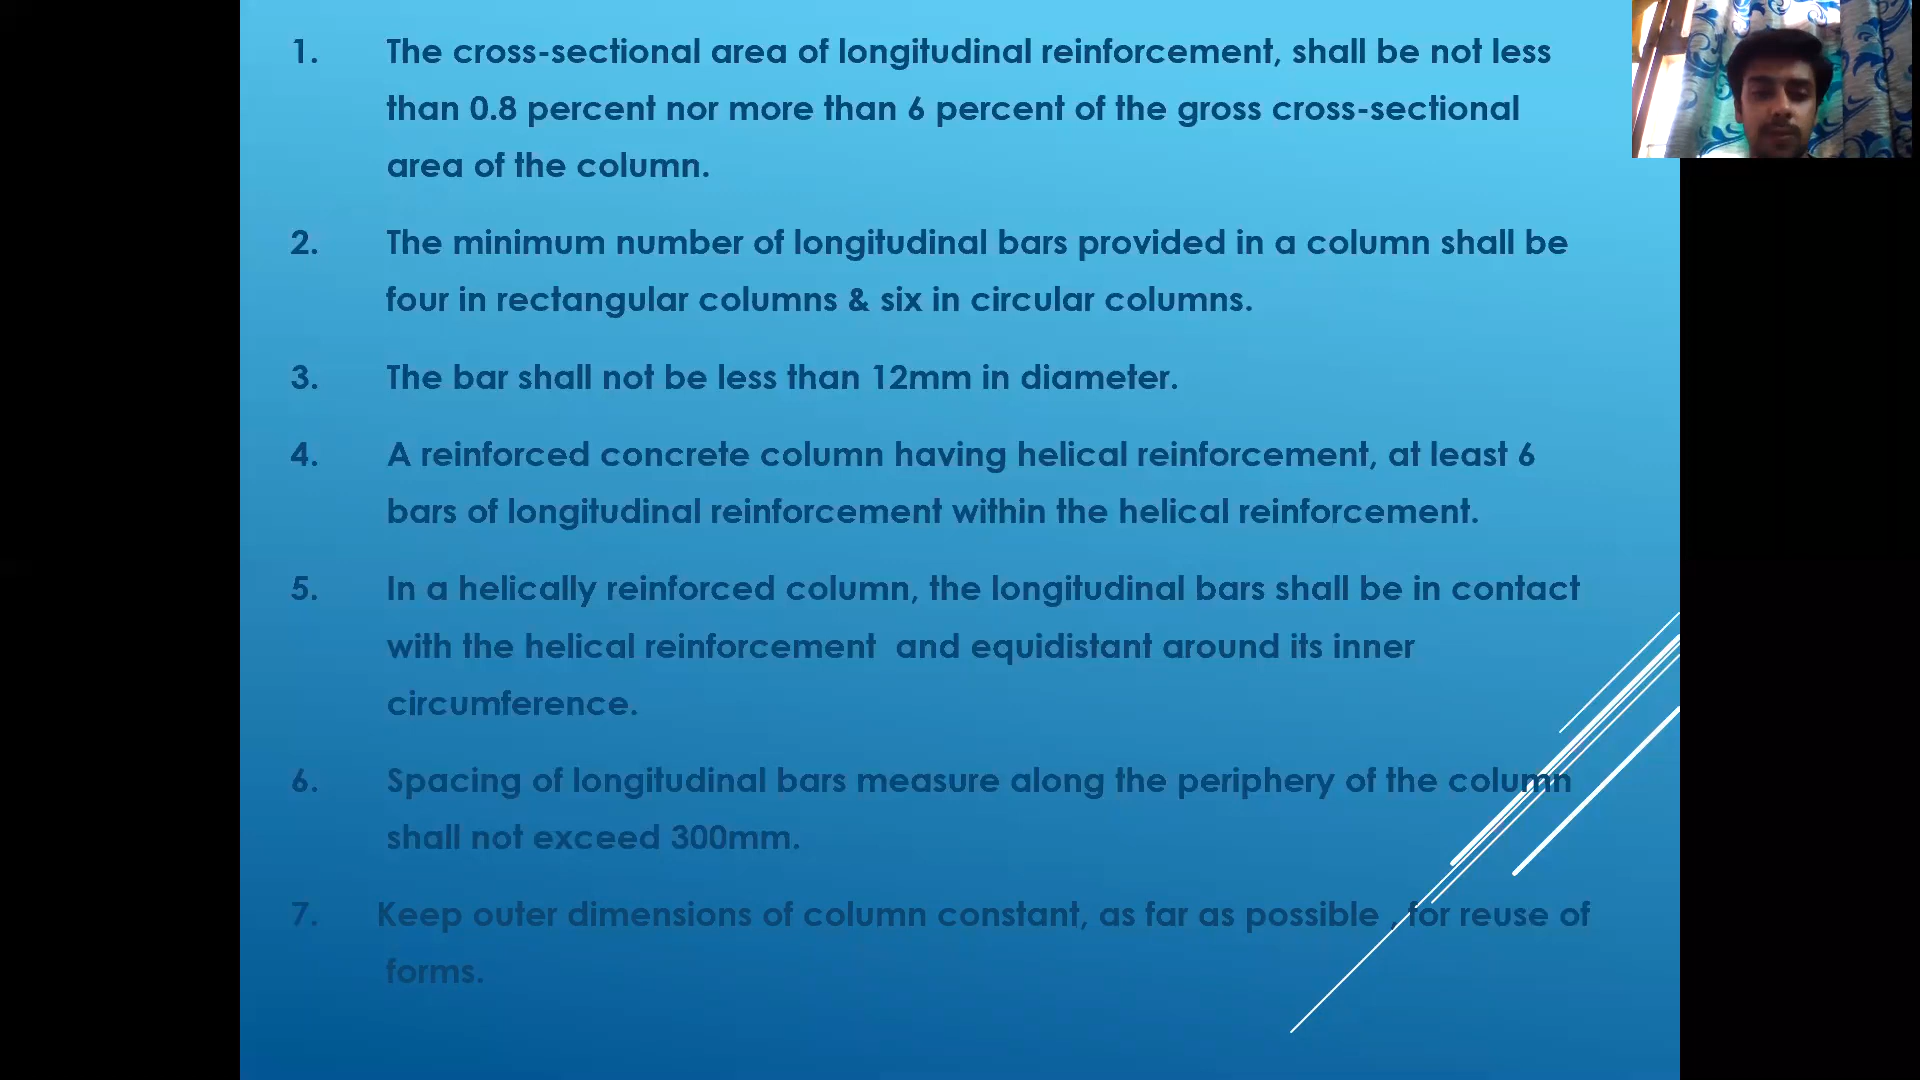 1. The cross-sectional area of longitudinal reinforcement, shall be not less
than 0.8 percent nor more than 6 percent of the gross cross-sectional
area of the column.
2. The minimum number of longitudinal bars provided in a column shall be
four in rectangular columns & six in circular columns.
3. The bar shall not be less than 12mm in diameter.
4. A reinforced concrete column having helical reinforcement, at least 6
bars of longitudinal reinforcement within the helical reinforcement.
5. In a helically reinforced column, the longitudinal bars shall be in contact
with the helical reinforcement and equidistant around its inner
circumference.
6. Spacing of longitudinal bars measure along the periphery of the column
shall not exceed 300mm.
7. Keep outer dimensions of column constant, as far as possible , for reuse of
forms.